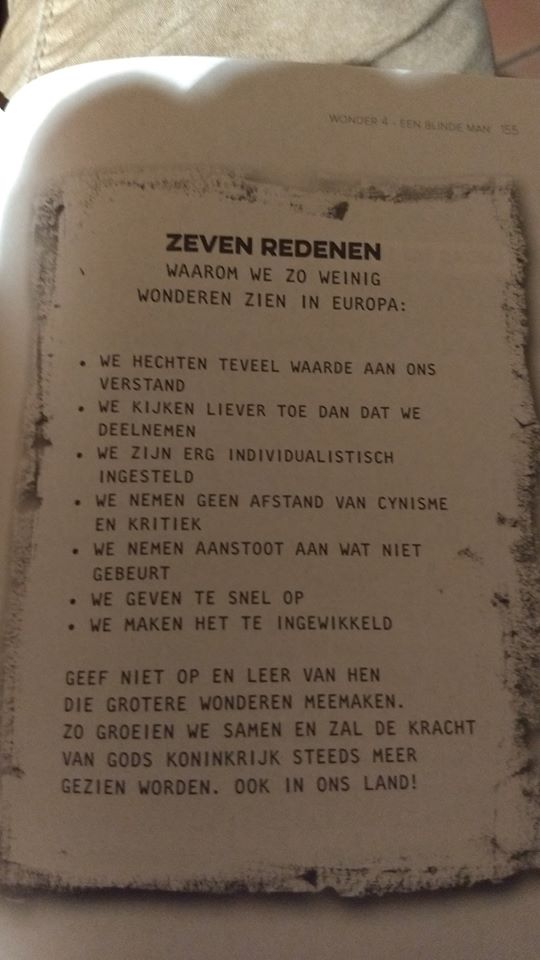 WONDER 4 - EEN BLINDE MAN 155
ZEVEN REDENEN
WAAROM WE ZO WEINIG
WONDEREN ZIEN IN EUROPA:
• WE HECHTEN TEVEEL WAARDE AAN ONS
VERSTAND
• WE KIJKEN LIEVER TOE DAN DAT WE
DEELNEMEN
• WE ZIJN ERG INDIVIDUALISTISCH
INGESTELD
• WE NEMEN GEEN AFSTAND VAN CYNISME
EN KRITIEK
• WE NEMEN AANSTOOT AAN WAT NIET
GEBEURT
• WE GEVEN TE SNEL OP
• WE MAKEN HET TE INGEWIKKELD
GEEF NIET OP EN LEER VAN HEN
DIE GROTERE WONDEREN MEEMAKEN.
ZO GROEIEN WE SAMEN EN ZAL DE KRACHT
VAN GODS KONINKRIJK STEEDS MEER
GEZIEN WORDEN. OOK IN ONS LAND!